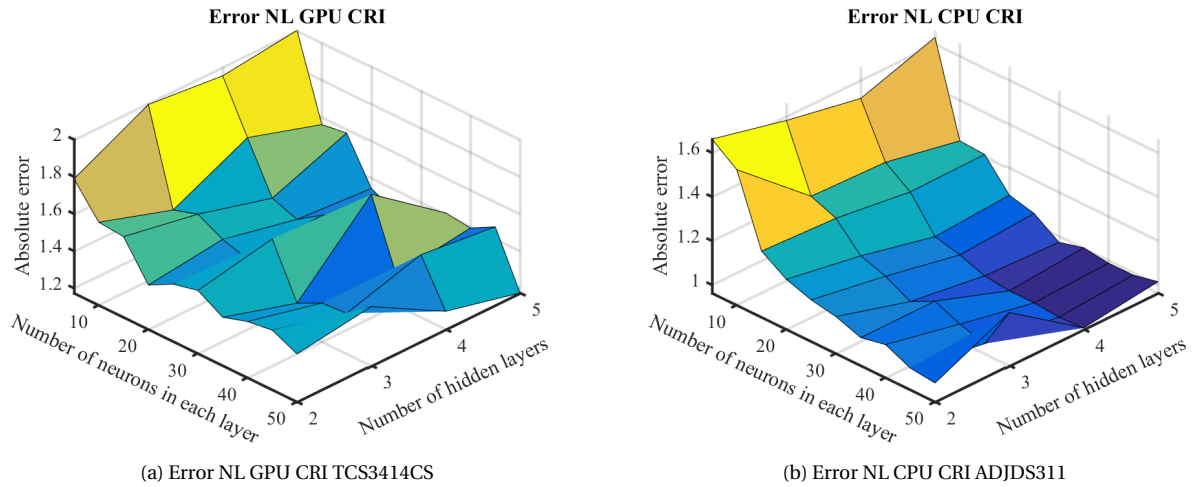 Error NL GPU CRI
2
1.8
1.6
1.4
1.2
Absolute error
10
20
30
40
50
Number of neurons in each layer
2
3
4
5
Number of hidden layers
(a) Error NL GPU CRI TCS3414CS
Error NL CPU CRI
1.6
1.4
1.2
1
Absolute error
10
20
30
40
50
Number of neurons in each layer
2
3
4
5
Number of hidden layers
(b) Error NL CPU CRI ADJDS311